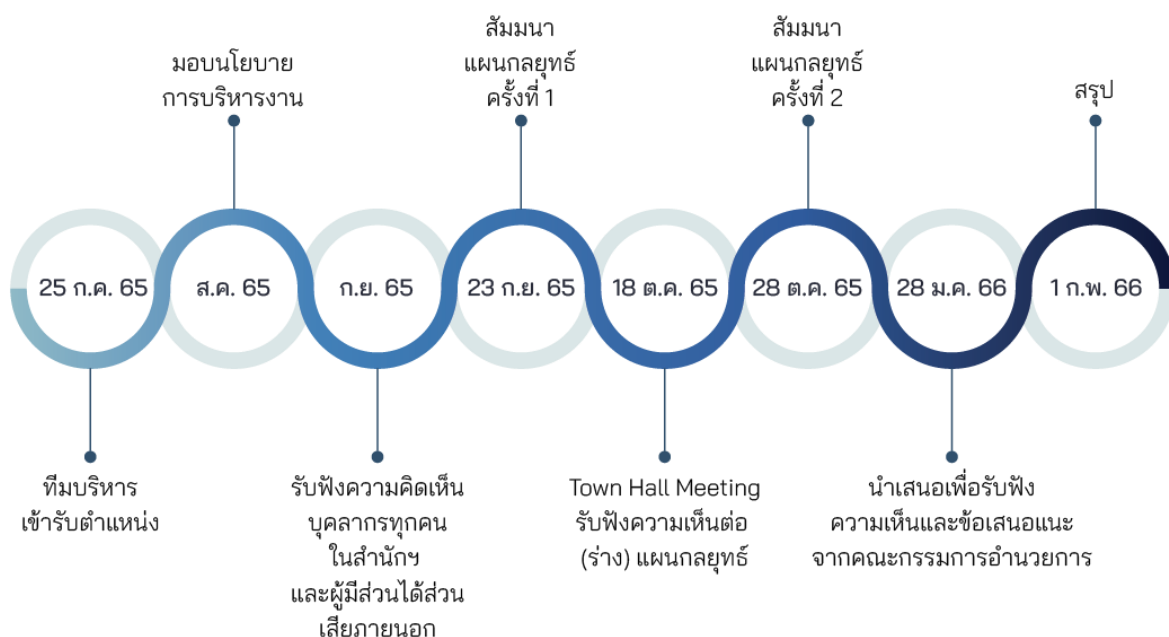 มอบนโยบาย
การบริหารงาน
สัมมนา
แผนกลยุทธ์
ครั้งที่ 1
สัมมนา
แผนกลยุทธ์
ครั้งที่ 2
สรุป
25 ก.ค. 65
ส.ค. 65
ก.ย. 65
23 ก.ย. 65
18 ต.ค. 65
28 ต.ค. 65
28 ม.ค. 66
1 ก.พ. 66
ทีมบริหาร
เข้ารับตำแหน่ง
รับฟังความคิดเห็น
บุคลากรทุกคน
ในสำนักฯ
และผู้มีส่วนได้ส่วน
เสียภายนอก
Town Hall Meeting
รับฟังความเห็นต่อ
(ร่าง) แผนกลยุทธ์
นำเสนอเพื่อรับฟัง
ความเห็นและข้อเสนอแนะ
จากคณะกรรมการอำนวยการ